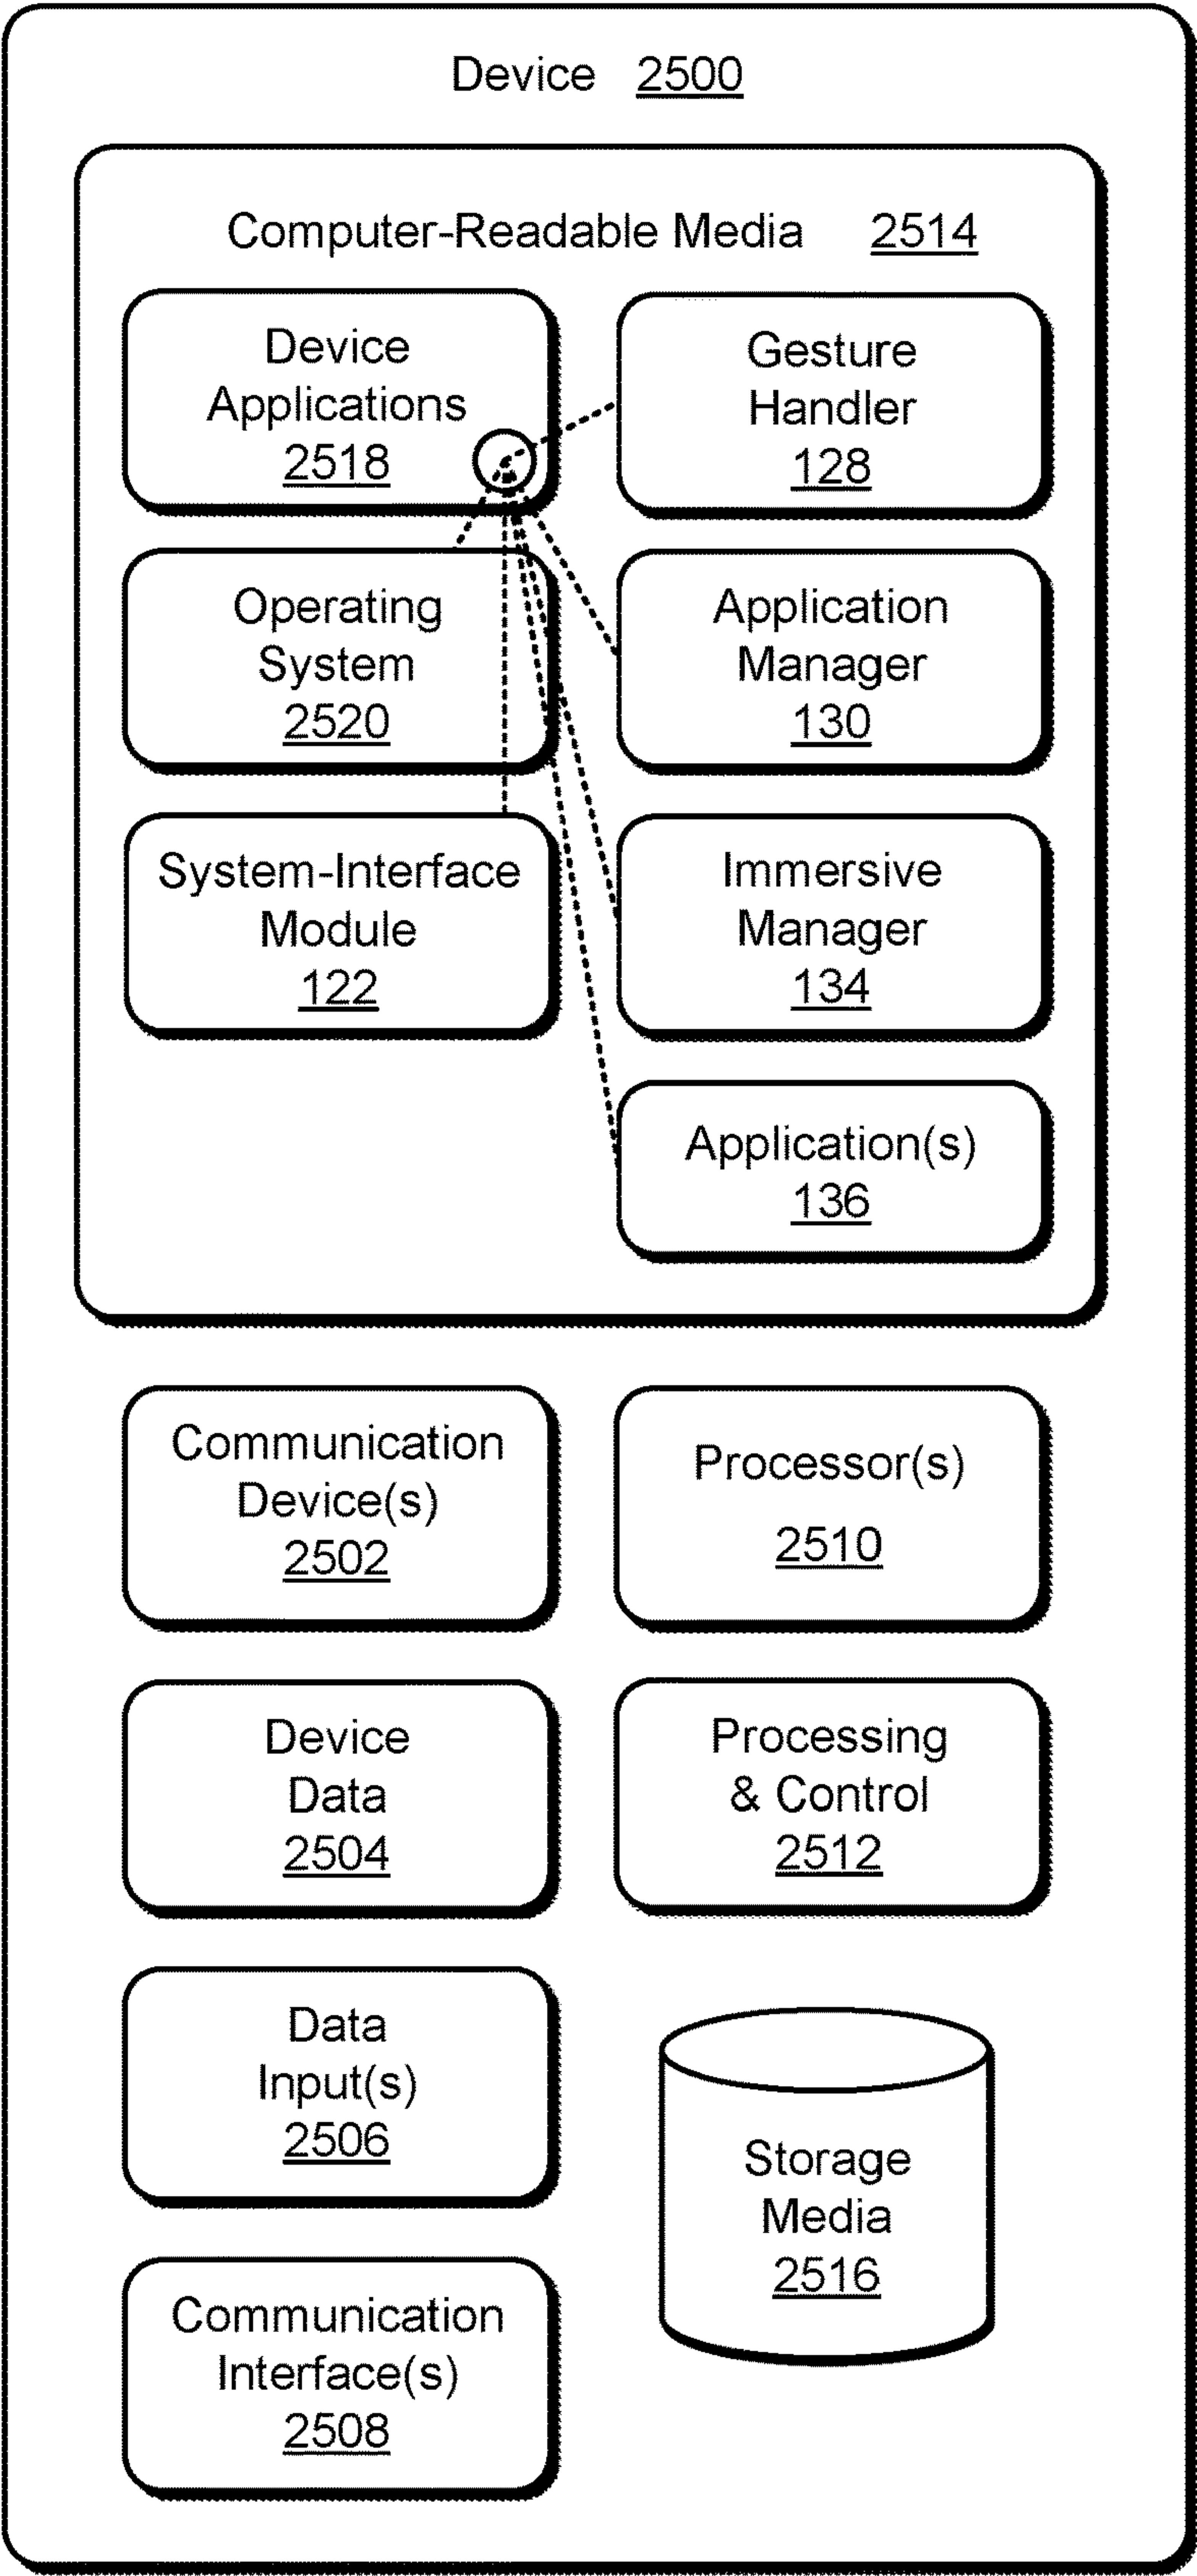 Device 2500
Computer-Readable Media 2514
Device
Applications
2518
Gesture
Handler
128
Operating
System
2520
Application
Manager
130
System-Interface
Module
122
Immersive
Manager
134
Application(s)
136
Communication
Device(s)
2502
Processor(s)
2510
Device
Data
2504
Processing
& Control
2512
Data
Input(s)
2506
Storage
Media
2516
Communication
Interface(s)
2508